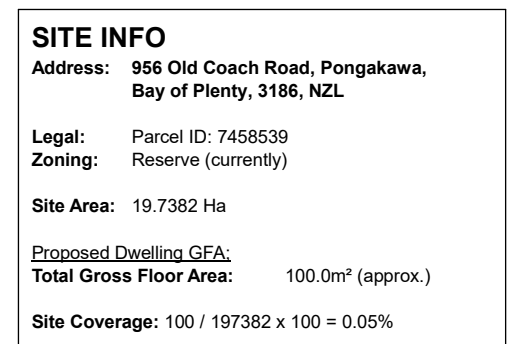 SITE INFO
Address: 956 Old Coach Road, Pongakawa,
Bay of Plenty, 3186, NZL
Legal: Parcel ID: 7458539
Zoning: Reserve (currently)
Site Area: 19.7382 Ha
Proposed Dwelling GFA;
Total Gross Floor Area: 100.0m² (approx.)
Site Coverage: 100 / 197382 x 100 = 0.05%